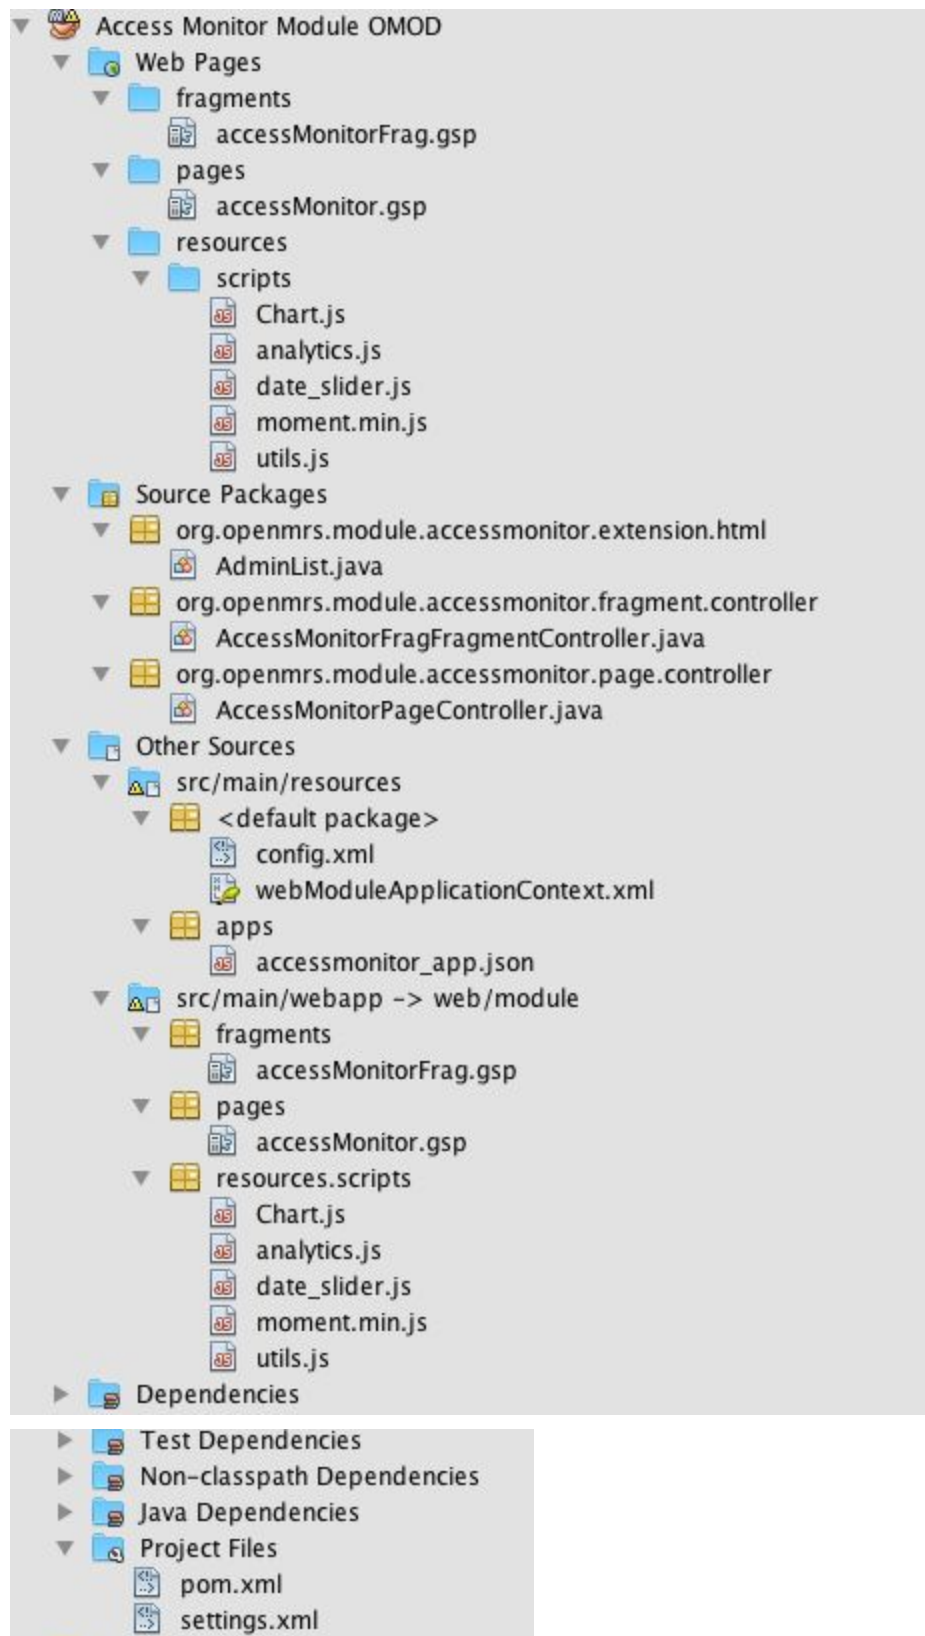 Access Monitor Module OMOD
Web Pages
fragments
accessMonitorFrag.gsp
pages
accessMonitor.gsp
resources
scripts
Chart.js
analytics.js
date_slider.js
moment.min.js
utils.js
Source Packages
org.openmrs.module.accessmonitor.extension.html
AdminList.java
org.openmrs.module.accessmonitor.fragment.controller
AccessMonitorFragFragmentController.java
org.openmrs.module.accessmonitor.page.controller
AccessMonitorPageController.java
Other Sources
src/main/resources
<default package>
config.xml
webModuleApplicationContext.xml
apps
accessmonitor_app.json
src/main/webapp -> web/module
fragments
accessMonitorFrag.gsp
pages
accessMonitor.gsp
resources.scripts
Chart.js
analytics.js
date_slider.js
moment.min.js
utils.js
Dependencies
Test Dependencies
Non-classpath Dependencies
Java Dependencies
Project Files
pom.xml
settings.xml